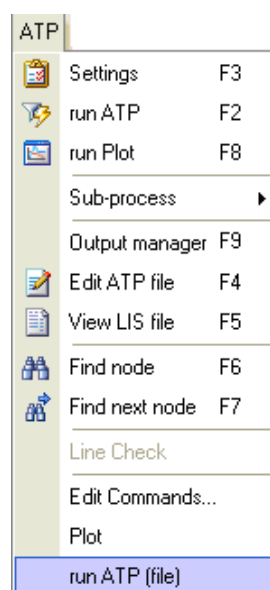 ATP
Settings F3
run ATP F2
run Plot F8
Sub-process
Output manager F9
Edit ATP file F4
View LIS file F5
Find node F6
Find next node F7
Line Check
Edit Commands...
Plot
run ATP (file)